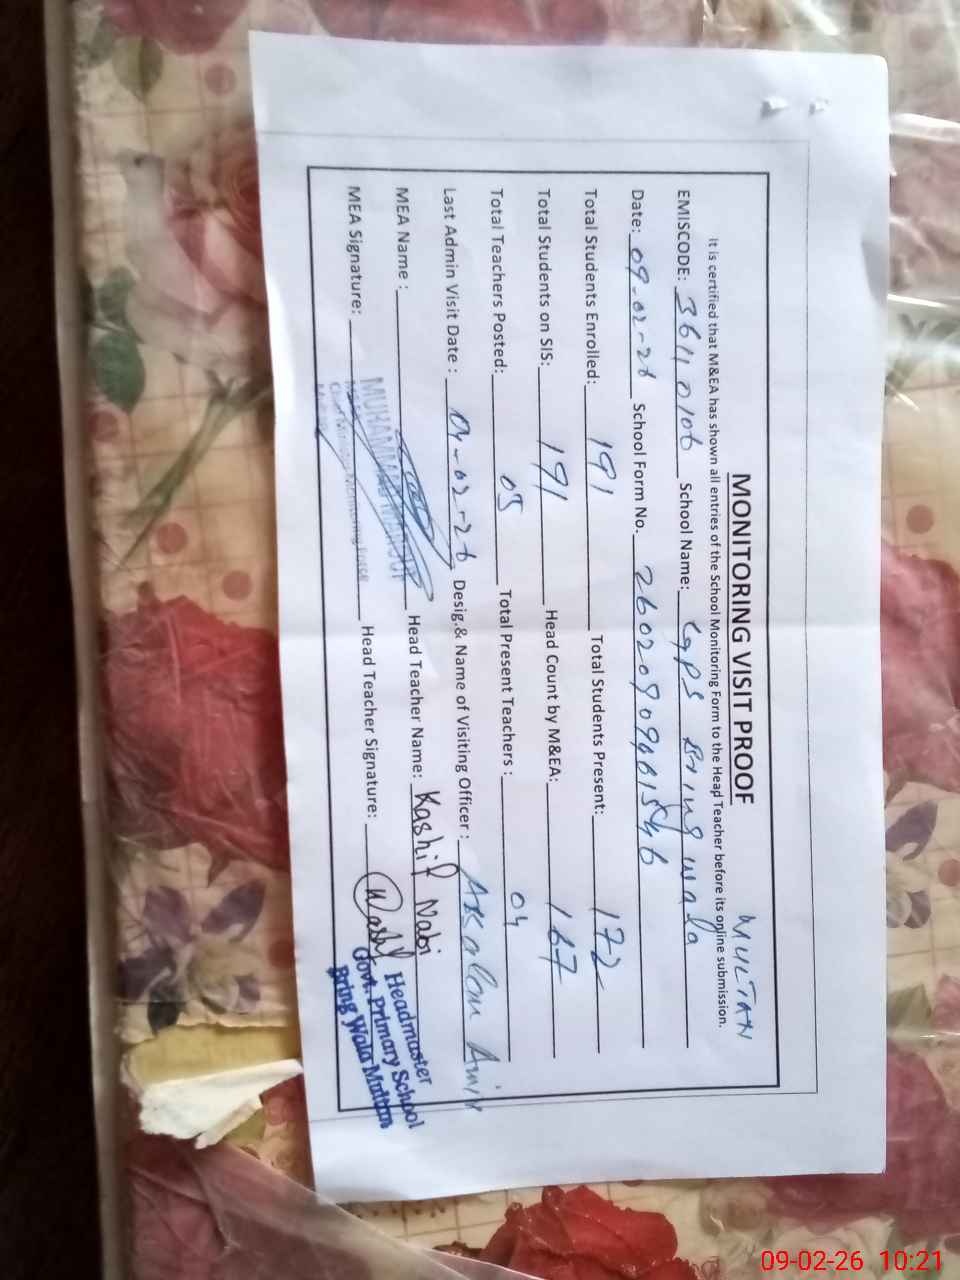 MULTAN
MONITORING VISIT PROOF
It is certified that M&EA has shown all entries of the School Monitoring Form to the Head Teacher before its online submission.
EMISCODE: 36110106 School Name: GPS Bring wala
Date: 09-02-26 School Form No.
Total Students Enrolled: 191 Total Students Present: 172
Total Students on SIS: 191 Head Count by M&EA: 167
Total Teachers Posted: 05 Total Present Teachers : 04
Last Admin Visit Date : 04-02-26 Desig.& Name of Visiting Officer : Amir
MEA Name : Head Teacher Name: Kashif Nabi
MEA Signature: Head Teacher Signature: Kashif
MUHAMMAD
Headmaster
Govt. Primary School
Bring Wala Multan
09-02-26 10:21